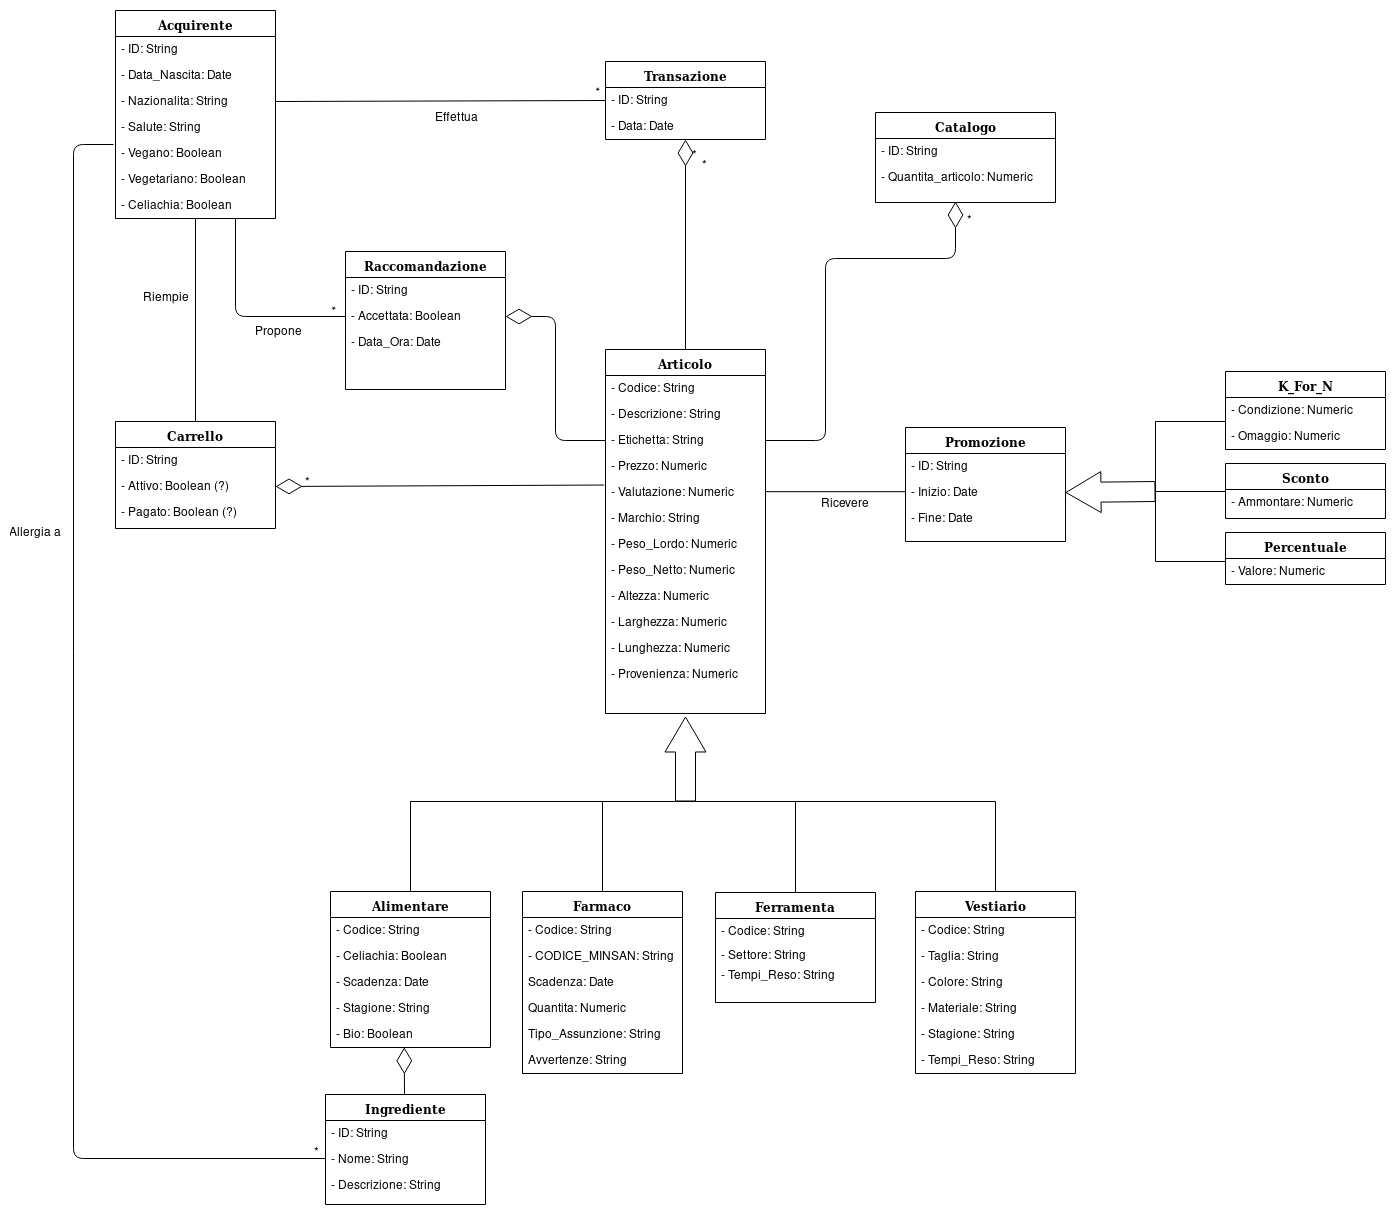 Acquirente
- ID: String
- Data_Nascita: Date
- Nazionalita: String
- Salute: String
- Vegano: Boolean
- Vegetariano: Boolean
- Celiachia: Boolean
Effettua
*
Transazione
- ID: String
- Data: Date
*
*
Catalogo
- ID: String
- Quantita_articolo: Numeric
*
Riempie
Propone
*
Raccomandazione
- ID: String
- Accettata: Boolean
- Data_Ora: Date
Carrello
- ID: String
- Attivo: Boolean (?)
- Pagato: Boolean (?)
*
Allergia a
Articolo
- Codice: String
- Descrizione: String
- Etichetta: String
- Prezzo: Numeric
- Valutazione: Numeric
- Marchio: String
- Peso_Lordo: Numeric
- Peso_Netto: Numeric
- Altezza: Numeric
- Larghezza: Numeric
- Lunghezza: Numeric
- Provenienza: Numeric
Ricevere
Promozione
- ID: String
- Inizio: Date
- Fine: Date
K_For_N
- Condizione: Numeric
- Omaggio: Numeric
Sconto
- Ammontare: Numeric
Percentuale
- Valore: Numeric
Alimentare
- Codice: String
- Celiachia: Boolean
- Scadenza: Date
- Stagione: String
- Bio: Boolean
Farmaco
- Codice: String
- CODICE_MINSAN: String
Scadenza: Date
Quantita: Numeric
Tipo_Assunzione: String
Avvertenze: String
Ferramenta
- Codice: String
- Settore: String
- Tempi_Reso: String
Vestiario
- Codice: String
- Taglia: String
- Colore: String
- Materiale: String
- Stagione: String
- Tempi_Reso: String
*
Ingrediente
- ID: String
- Nome: String
- Descrizione: String